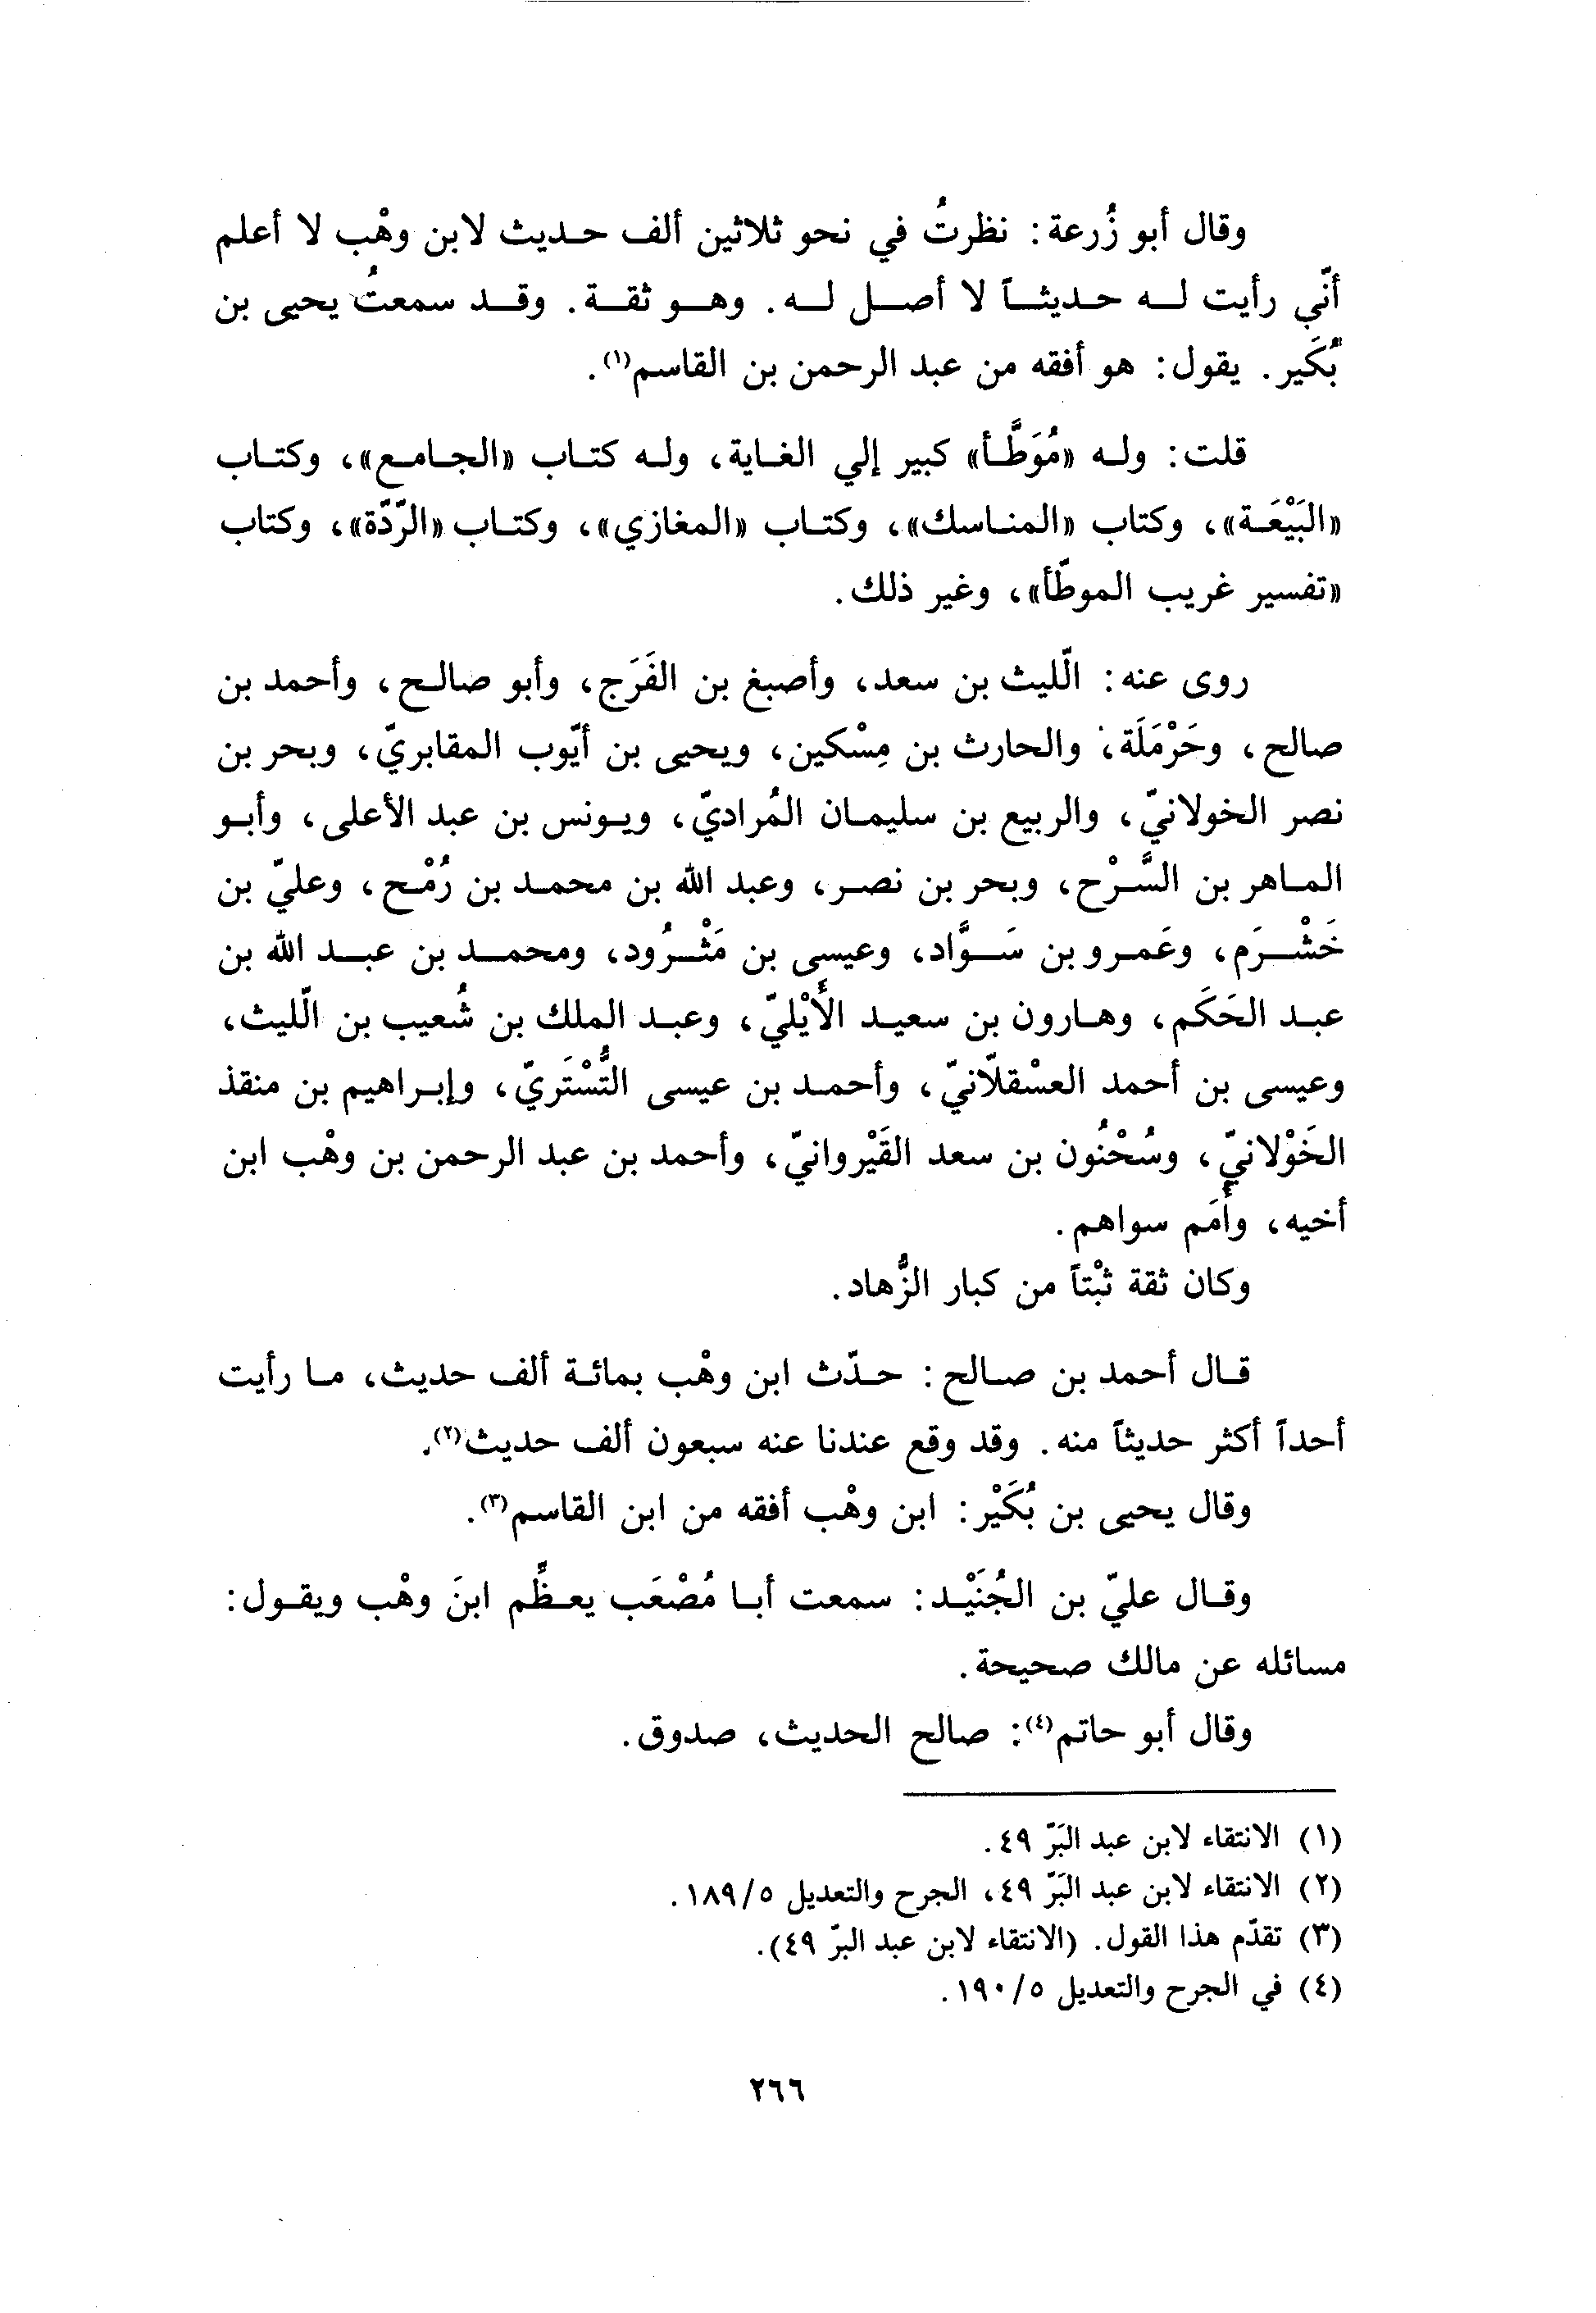 وقال أبو زُرعة: نظرتُ في نحو ثلاثين ألف حديث لابن وهْب لا أعلم
أنّي رأيت له حديثاً لا أصل له. وهو ثقة. وقد سمعتُ يحيى بن
بُكَير. يقول: هو أفقه من عبد الرحمن بن القاسم(١).
قلت: وله «مُوَطَّأ» كبير إلي الغاية، وله كتاب «الجامع»، وكتاب
«البَيْعَة»، وكتاب «المناسك»، وكتاب «المغازي»، وكتاب «الرّدّة»، وكتاب
«تفسير غريب الموطّأ»، وغير ذلك.
روى عنه: الّليث بن سعد، وأصبغ بن الفَرَج، وأبو صالح، وأحمد بن
صالح، وحَرْمَلَة، والحارث بن مِسْكين، ويحيى بن أيّوب المقابريّ، وبحر بن
نصر الخولانيّ، والربيع بن سليمان المُراديّ، ويونس بن عبد الأعلى، وأبو
الماهر بن السَّرْح، وبحر بن نصر، وعبد الله بن محمد بن رُمْح، وعليّ بن
خَشْرَم، وعَمرو بن سَوَّاد، وعيسى بن مَثْرُود، ومحمد بن عبد الله بن
عبد الحَكَم، وهارون بن سعيد الأَيْليّ، وعبد الملك بن شُعيب بن الّليث،
وعيسى بن أحمد العسْقلّانيّ، وأحمد بن عيسى التُّسْتَريّ، وإبراهيم بن منقذ
الخَوْلانيّ، وسُحْنُون بن سعد القَيْروانيّ، وأحمد بن عبد الرحمن بن وهْب ابن
أخيه، وأُمَم سواهم.
وكان ثقة ثبْتاً من كبار الزُّهاد.
قال أحمد بن صالح: حدّث ابن وهْب بمائة ألف حديث، ما رأيت
أحداً أكثر حديثاً منه. وقد وقع عندنا عنه سبعون ألف حديث(٢).
وقال يحيى بن بُكَيْر: ابن وهْب أفقه من ابن القاسم(٣).
وقال عليّ بن الجُنَيْد: سمعت أبا مُصْعَب يعظِّم ابنَ وهْب ويقول:
مسائله عن مالك صحيحة.
وقال أبو حاتم(٤): صالح الحديث، صدوق.
(١) الانتقاء لابن عبد البَرّ ٤٩.
(٢) الانتقاء لابن عبد البَرّ ٤٩، الجرح والتعديل ١٨٩/٥.
(٣) تقدّم هذا القول. (الانتقاء لابن عبد البرّ ٤٩).
(٤) في الجرح والتعديل ١٩٠/٥.
٢٦٦